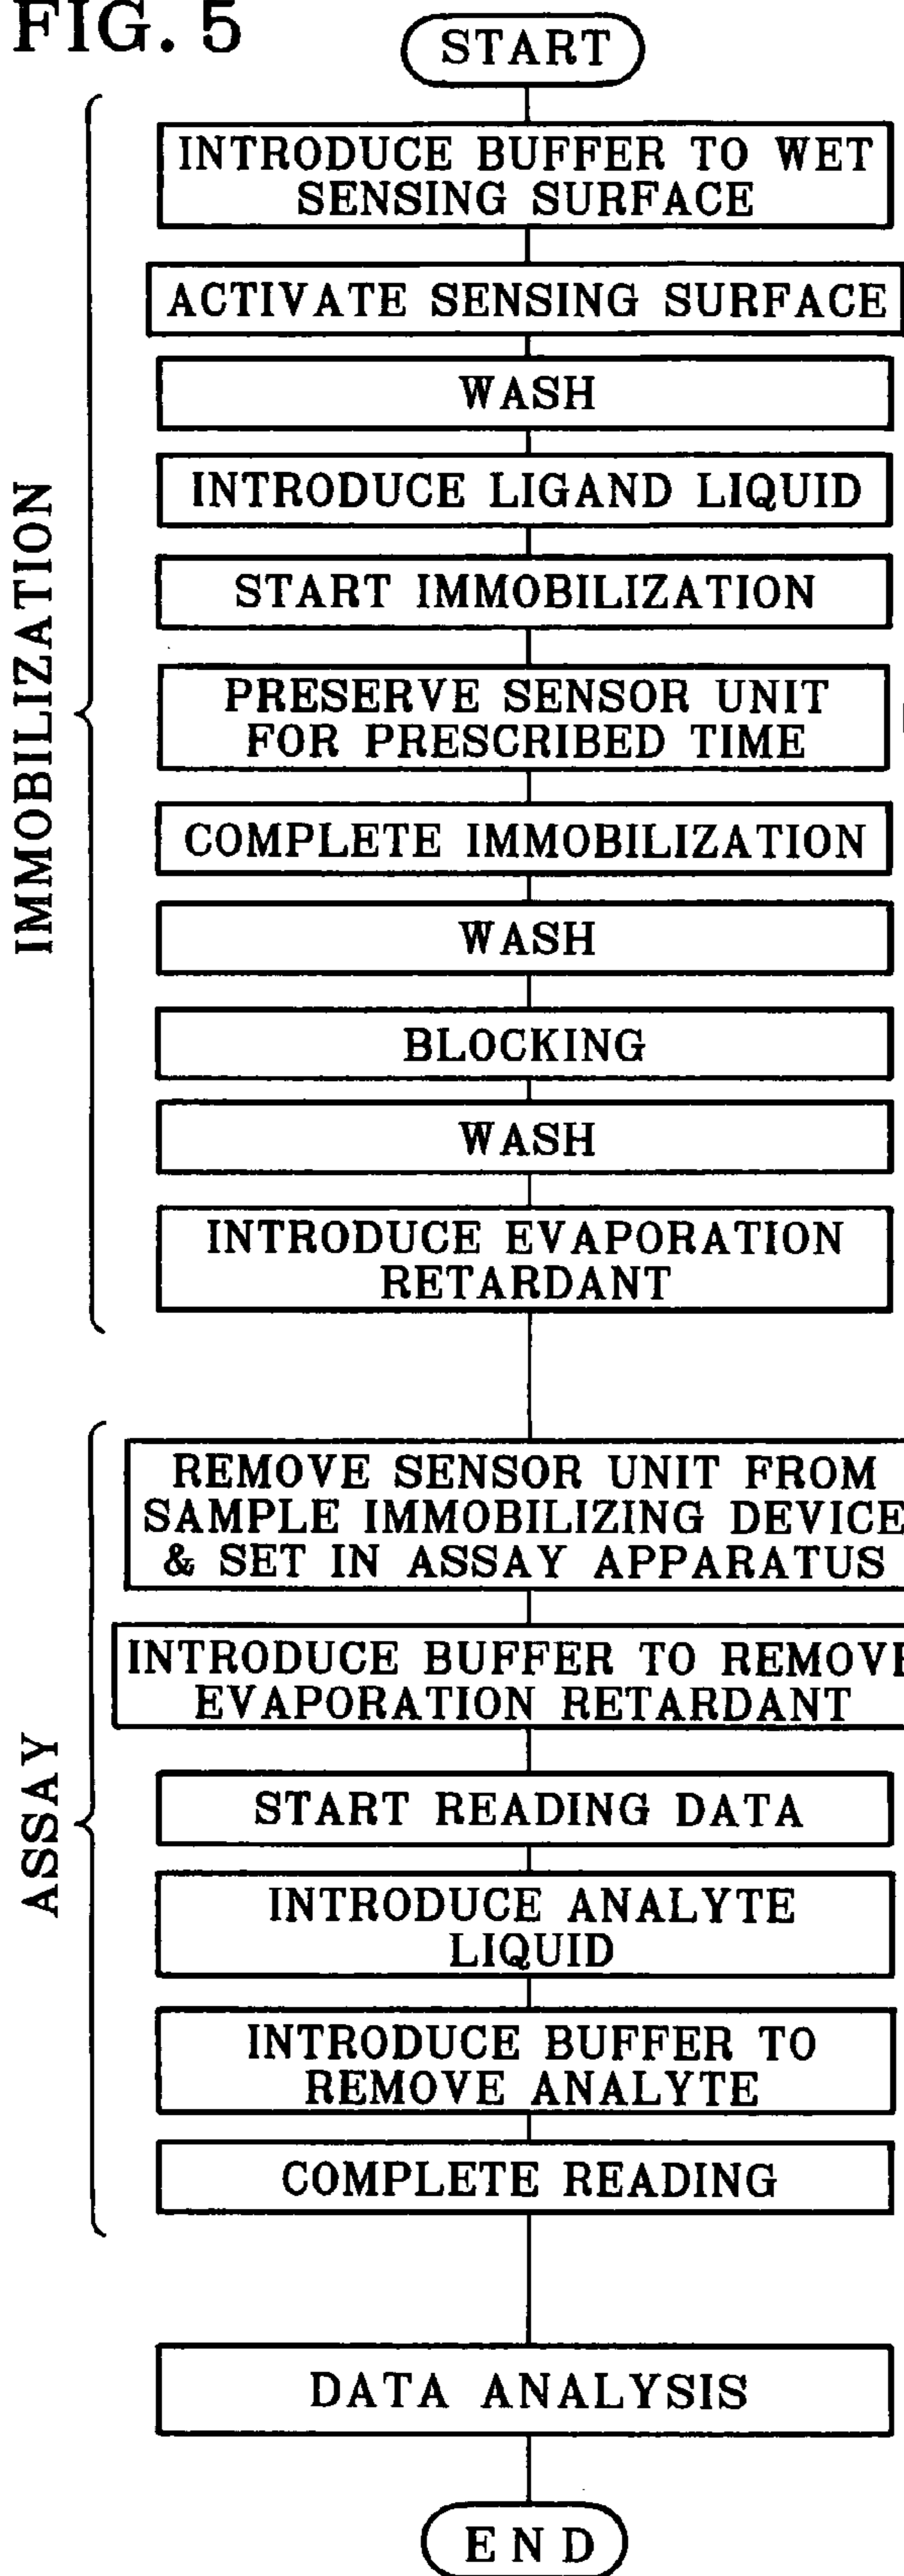 FIG. 5
START
IMMOBILIZATION
INTRODUCE BUFFER TO WET
SENSING SURFACE
ACTIVATE SENSING SURFACE
WASH
INTRODUCE LIGAND LIQUID
START IMMOBILIZATION
PRESERVE SENSOR UNIT
FOR PRESCRIBED TIME
COMPLETE IMMOBILIZATION
WASH
BLOCKING
WASH
INTRODUCE EVAPORATION
RETARDANT
ASSAY
REMOVE SENSOR UNIT FROM
SAMPLE IMMOBILIZING DEVICE
& SET IN ASSAY APPARATUS
INTRODUCE BUFFER TO REMOVE
EVAPORATION RETARDANT
START READING DATA
INTRODUCE ANALYTE
LIQUID
INTRODUCE BUFFER TO
REMOVE ANALYTE
COMPLETE READING
DATA ANALYSIS
END